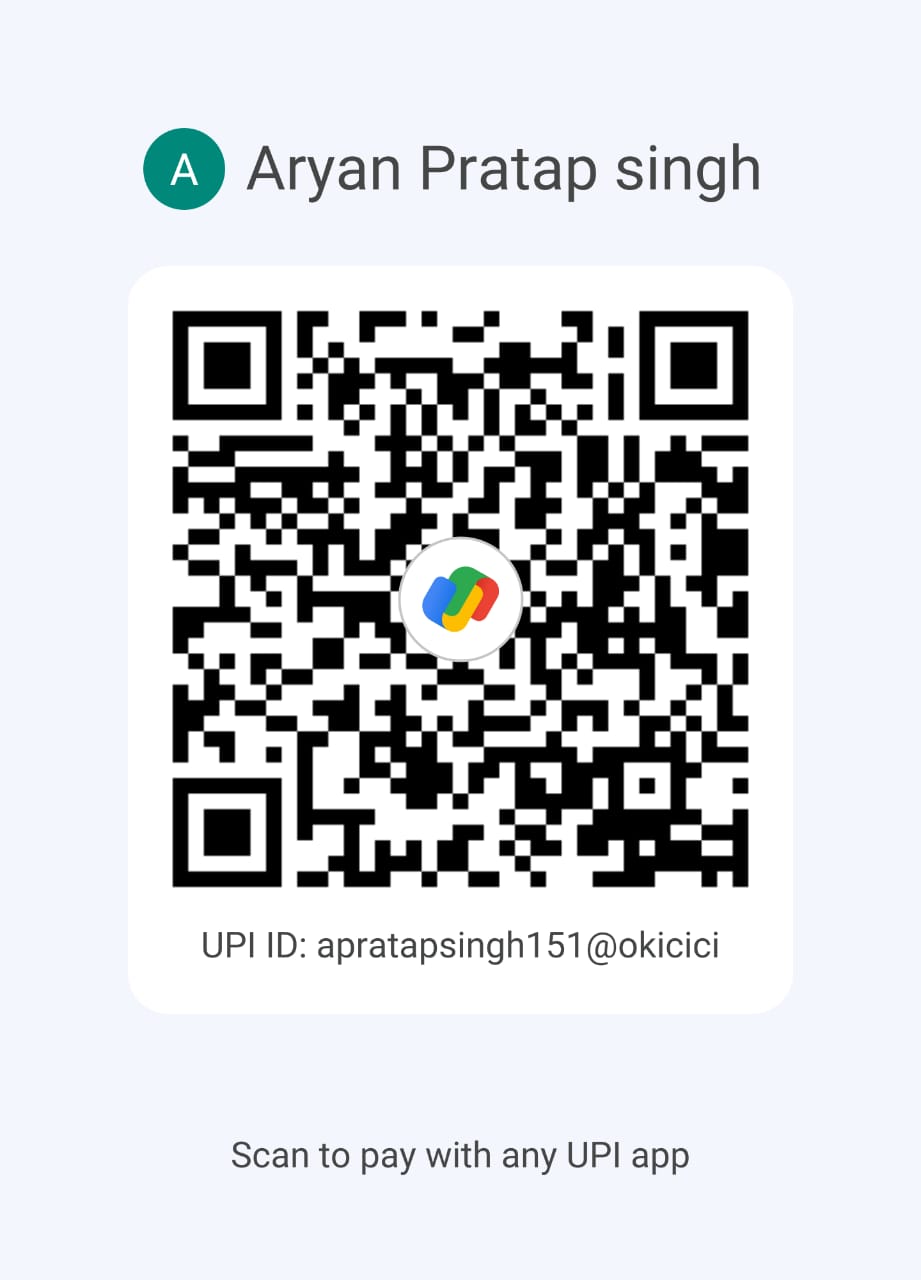 A Aryan Pratap singh
UPI ID: apratapsingh151@okicici
Scan to pay with any UPI app